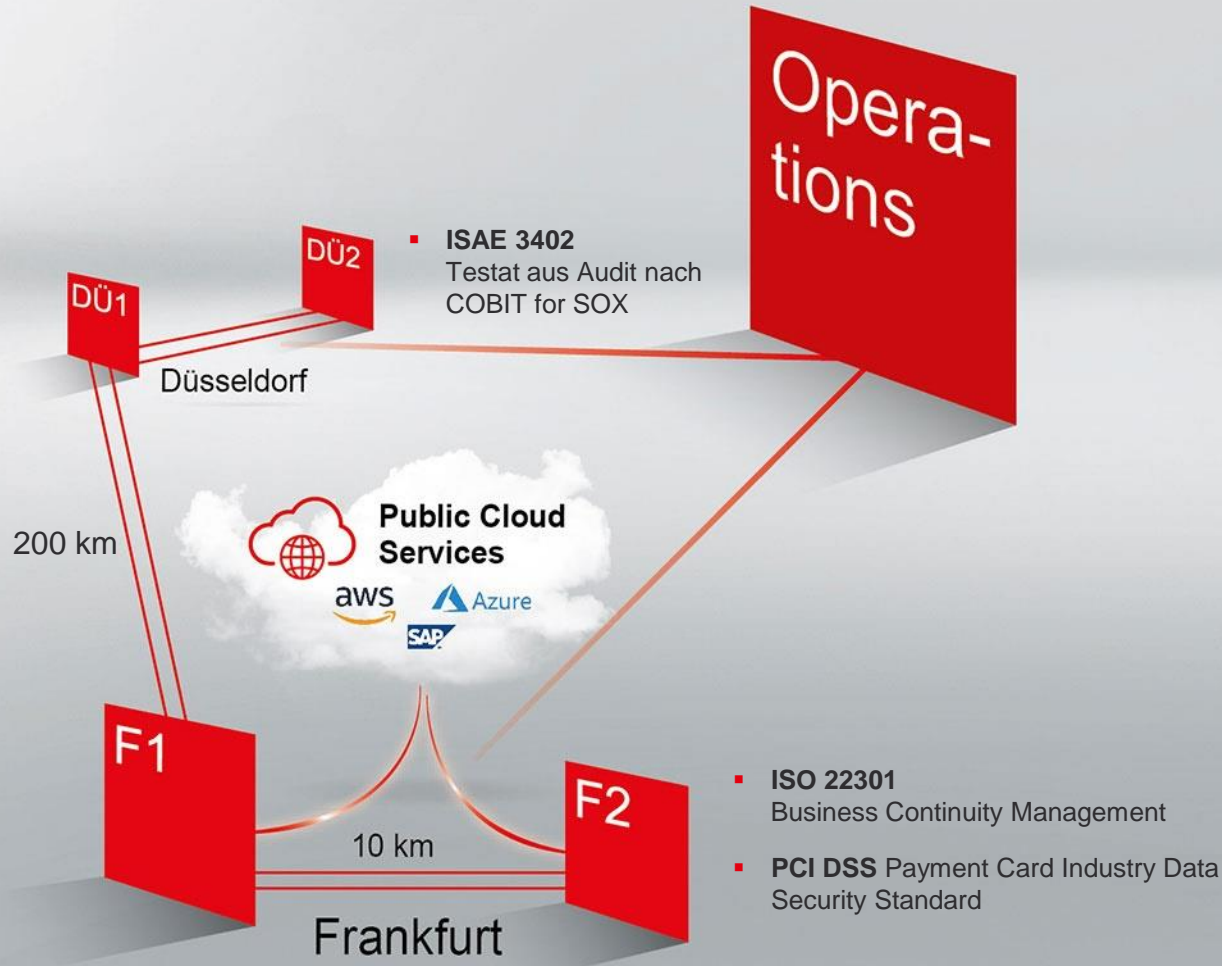 Opera-
tions
DÜ2
DÜ1
▪ ISAE 3402
Testat aus Audit nach
COBIT for SOX
Düsseldorf
200 km
Public Cloud
Services
aws
Azure
SAP
F1
F2
10 km
Frankfurt
▪ ISO 22301
Business Continuity Management
▪ PCI DSS Payment Card Industry Data
Security Standard